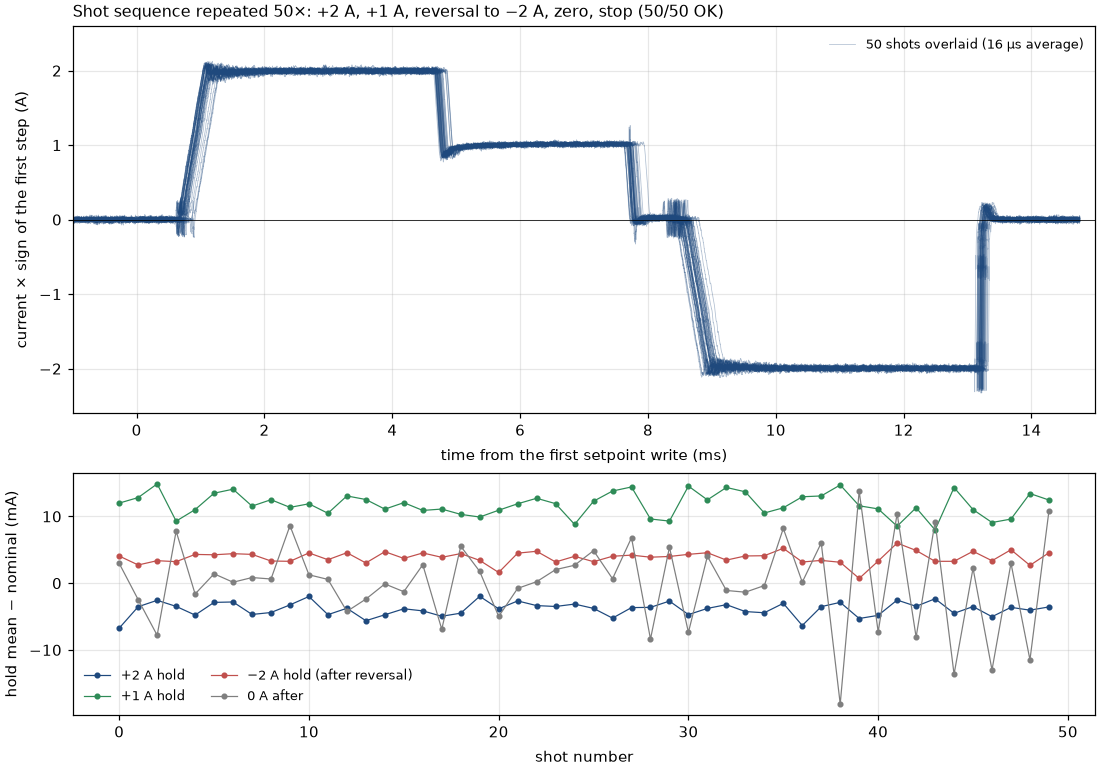 Shot sequence repeated 50×: +2 A, +1 A, reversal to −2 A, zero, stop (50/50 OK)
50 shots overlaid (16 µs average)
current × sign of the first step (A)
2
1
0
−1
−2
0
2
4
6
8
10
12
14
time from the first setpoint write (ms)
hold mean − nominal (mA)
10
0
−10
+2 A hold
−2 A hold (after reversal)
+1 A hold
0 A after
0
10
20
30
40
50
shot number